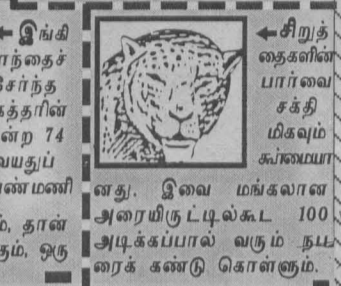 இங்கி
ாந்தைச்
சேர்ந்த
த்தரின்
ன்ற 74
வயதுப்
ண்மணி
ம், தான்
கும், ஒரு
சிறுத்
தைகளின்
பார்வை
சக்தி
மிகவும்
கூர்மையா
னது. இவை மங்கலான
அரையிருட்டில்கூட 100
அடிக்கப்பால் வரும் நப
ரைக் கண்டு கொள்ளும்.